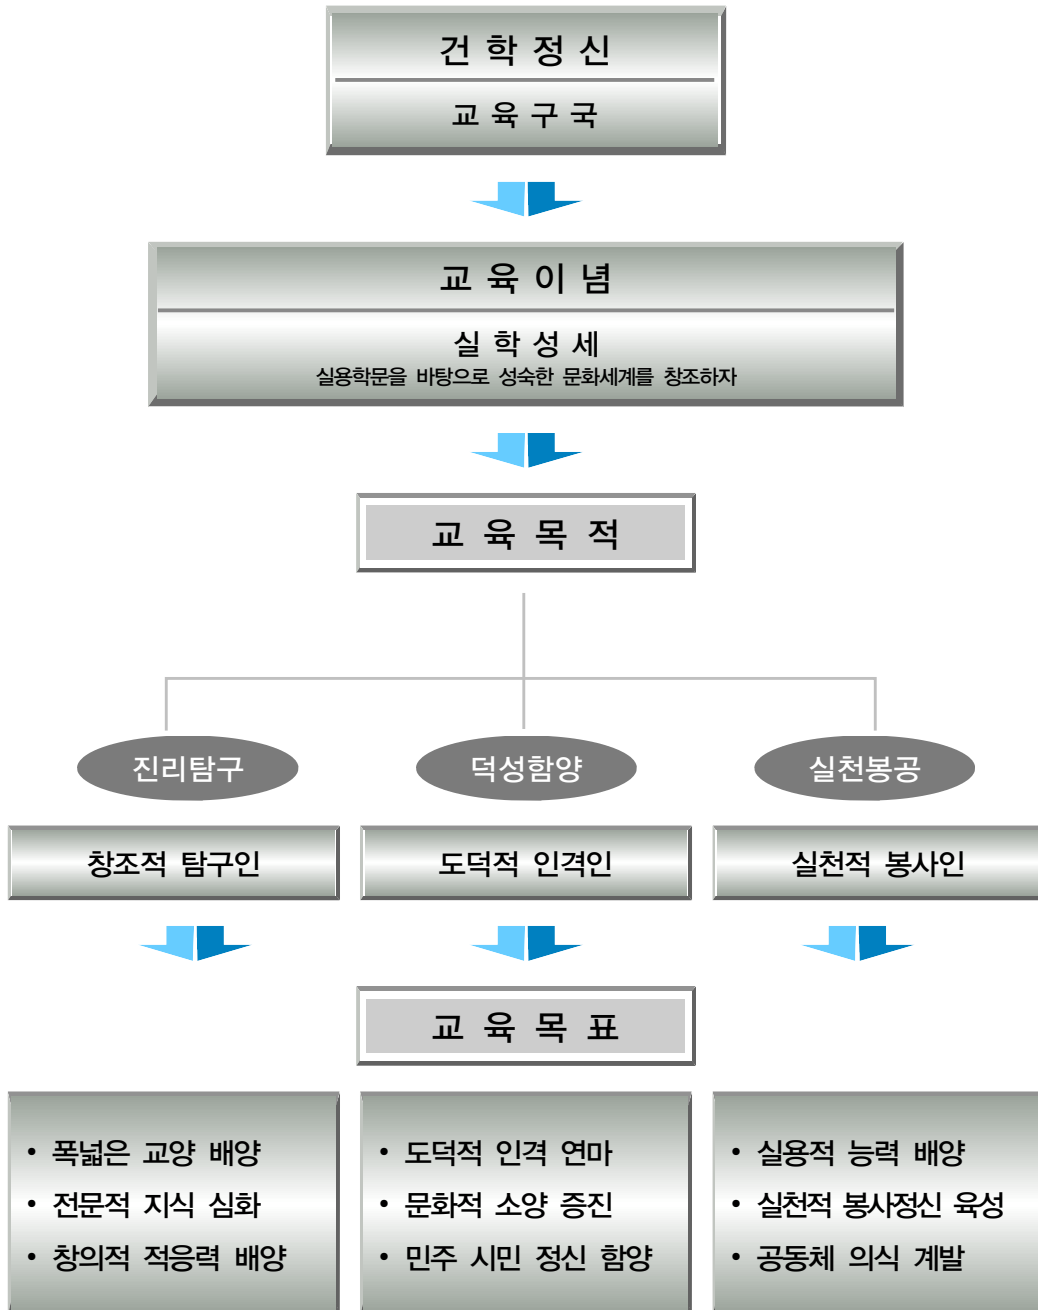 건 학 정 신
교 육 구 국
교 육 이 념
실 학 성 세
실용학문을 바탕으로 성숙한 문화세계를 창조하자
교 육 목 적
진리탐구
덕성함양
실천봉공
창조적 탐구인
도덕적 인격인
실천적 봉사인
교 육 목 표
• 폭넓은 교양 배양
• 전문적 지식 심화
• 창의적 적응력 배양
• 도덕적 인격 연마
• 문화적 소양 증진
• 민주 시민 정신 함양
• 실용적 능력 배양
• 실천적 봉사정신 육성
• 공동체 의식 계발